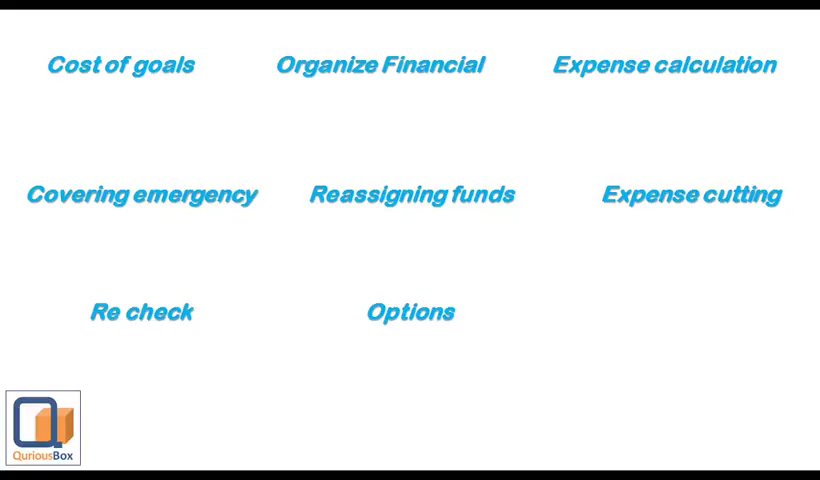 Cost of goals
Organize Financial
Expense calculation
Covering emergency
Reassigning funds
Expense cutting
Re check
Options
QuriousBox